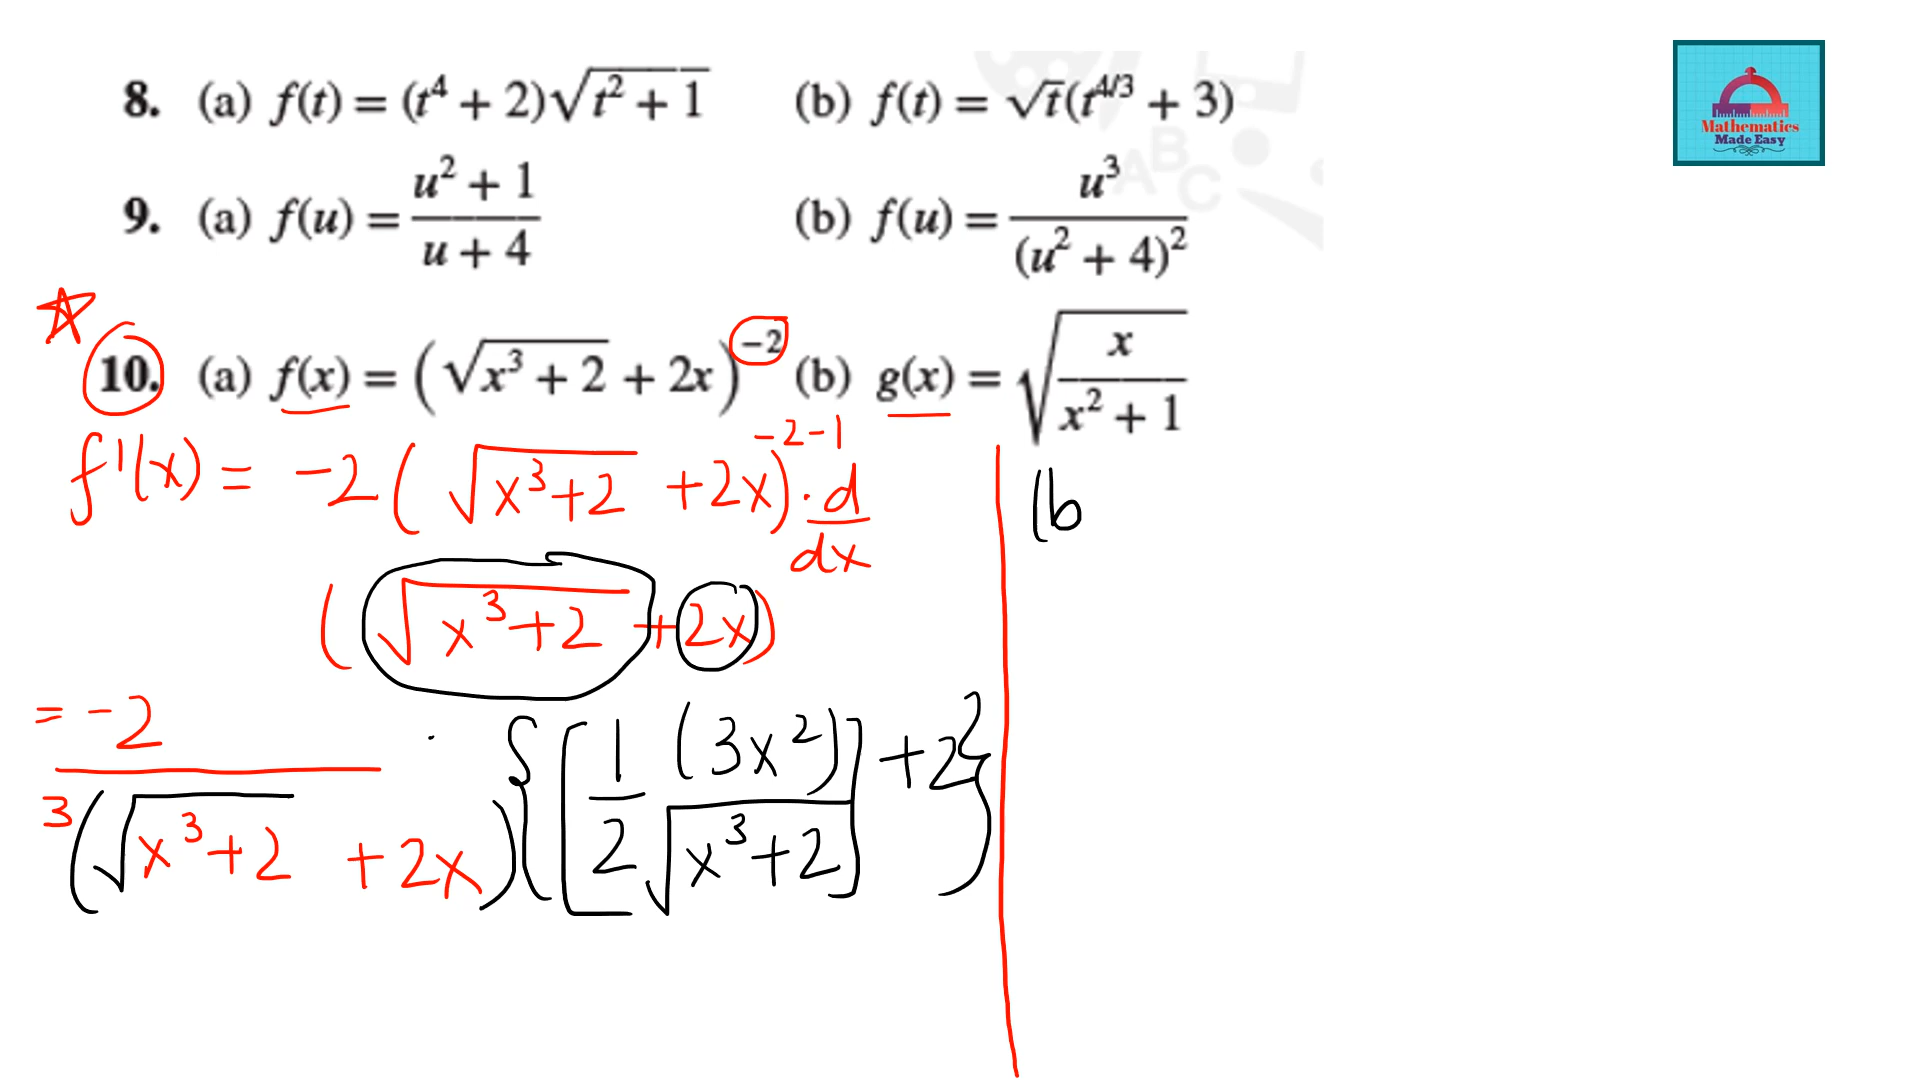 8. (a) f(t) = (t⁴ + 2)√(t² + 1) (b) f(t) = √t(t^4/3 + 3)
9. (a) f(u) = (u² + 1)/(u + 4) (b) f(u) = u³/(u² + 4)²
10. (a) f(x) = (√(x³ + 2) + 2x)^−2 (b) g(x) = √(x/(x² + 1))
f'(x) = -2(√(x³+2) +2x)^-2-1 · d/dx
(√(x³+2) + 2x)
= -2/³(√(x³+2) +2x) · {[1/2 (3x²)/√(x³+2)] +2}
(b
Mathematics
Made Easy
ABC